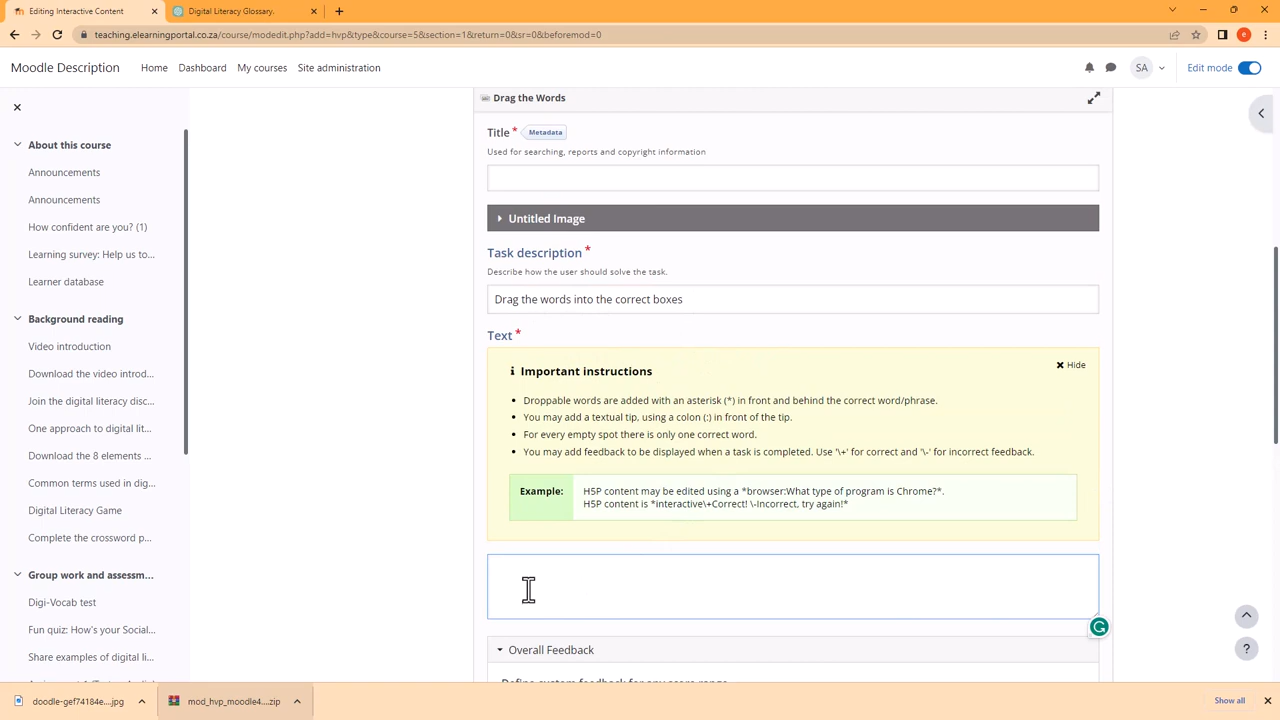 Editing Interactive Content
Digital Literacy Glossary.
teaching.elearningportal.co.za/course/modedit.php?add=hvp&type&course=5&section=1&return=0&sr=0&beforemod=0
e
Moodle Description
Home
Dashboard
My courses
Site administration
SA
Edit mode
About this course
Announcements
Announcements
How confident are you? (1)
Learning survey: Help us to...
Learner database
Background reading
Video introduction
Download the video introd...
Join the digital literacy disc...
One approach to digital lit...
Download the 8 elements ...
Common terms used in dig...
Digital Literacy Game
Complete the crossword p...
Group work and assessm...
Digi-Vocab test
Fun quiz: How's your Social...
Share examples of digital li...
Drag the Words
Title * Metadata
Used for searching, reports and copyright information
Untitled Image
Task description *
Describe how the user should solve the task.
Drag the words into the correct boxes
Text *
Important instructions
Hide
Droppable words are added with an asterisk (*) in front and behind the correct word/phrase.
You may add a textual tip, using a colon (:) in front of the tip.
For every empty spot there is only one correct word.
You may add feedback to be displayed when a task is completed. Use '\+' for correct and '\-' for incorrect feedback.
Example:
H5P content may be edited using a *browser:What type of program is Chrome?*.
H5P content is *interactive\+Correct! \-Incorrect, try again!*
Overall Feedback
?
doodle-gef74184e....jpg
mod_hvp_moodle4....zip
Show all